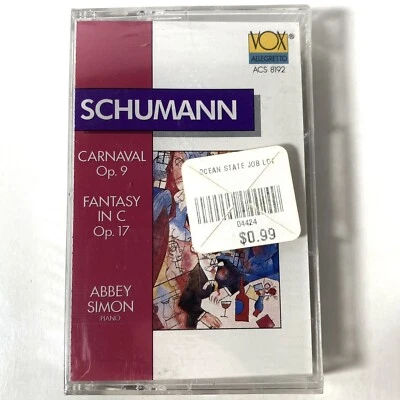 VOX
ALLEGRETTO
ACS 8192
SCHUMANN
CARNAVAL
Op. 9
FANTASY
IN C
Op. 17
ABBEY
SIMON
PIANO
OCEAN STATE JOB LOT
04424
$0.99